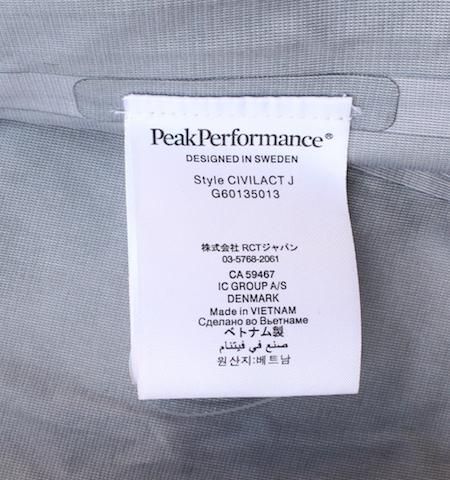 PeakPerformance®
DESIGNED IN SWEDEN
Style CIVILACT J
G60135013
株式会社 RCTジャパン
03-5768-2061
CA 59467
IC GROUP A/S
DENMARK
Made in VIETNAM
Сделано во Вьетнаме
ベトナム製
صنع في فيتنام
원산지:베트남